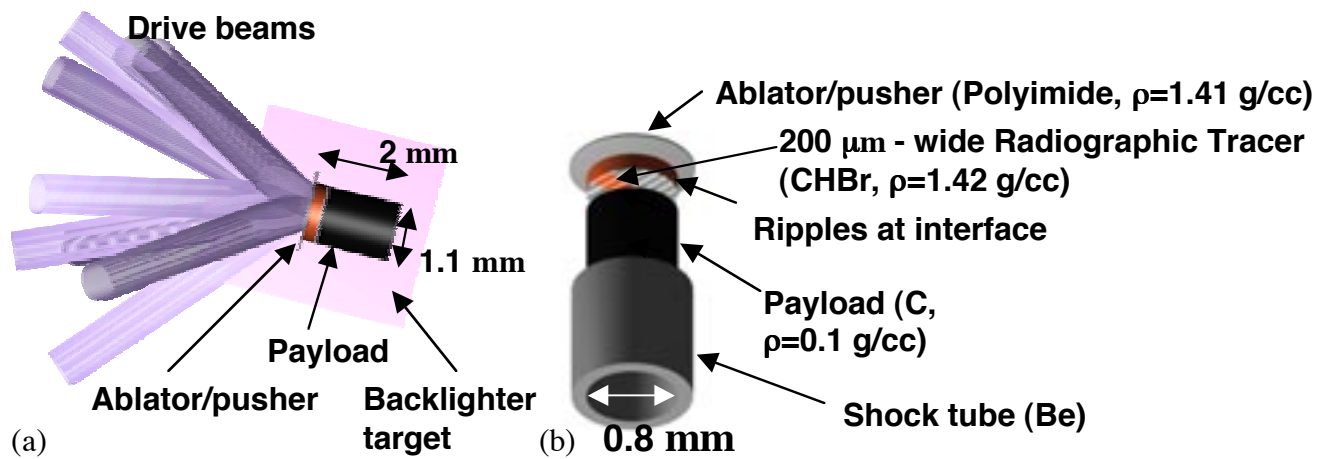 Drive beams
2 mm
1.1 mm
Payload
Ablator/pusher
Backlighter
target
(a)
Ablator/pusher (Polyimide, ρ=1.41 g/cc)
200 μm - wide Radiographic Tracer
(CHBr, ρ=1.42 g/cc)
Ripples at interface
Payload (C,
ρ=0.1 g/cc)
Shock tube (Be)
(b)
0.8 mm